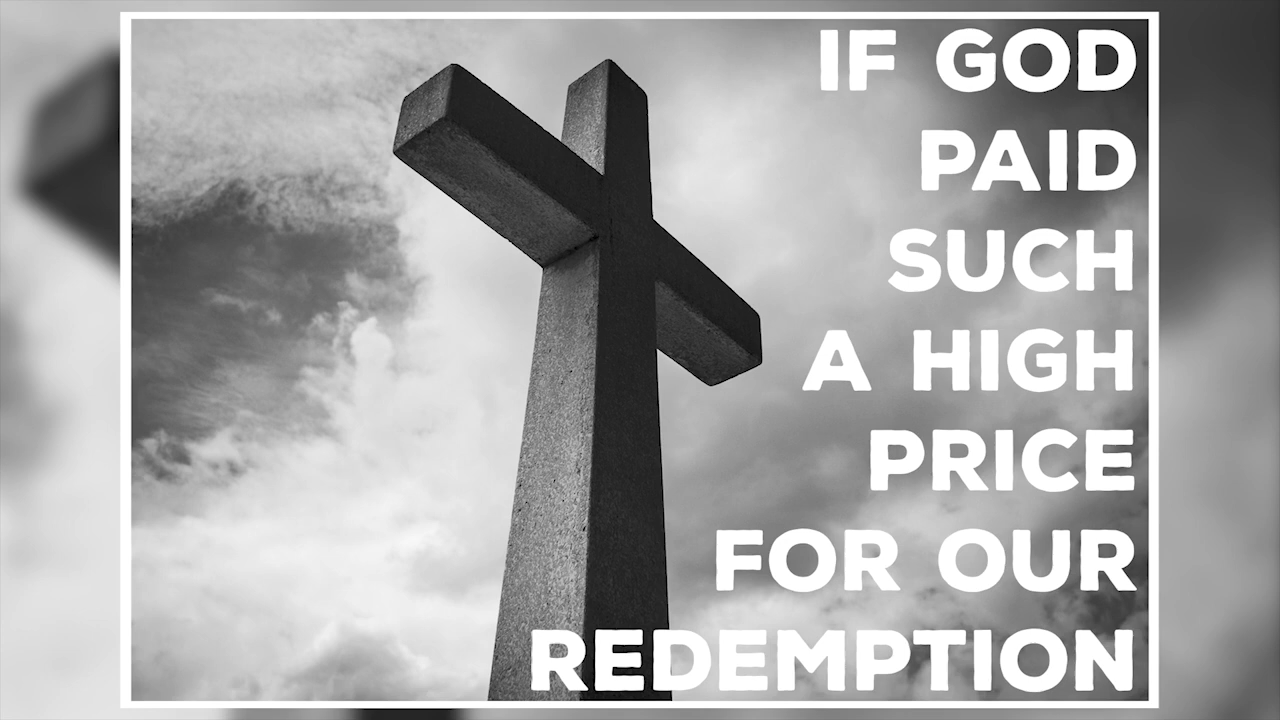 IF GOD
PAID
SUCH
A HIGH
PRICE
FOR OUR
REDEMPTION